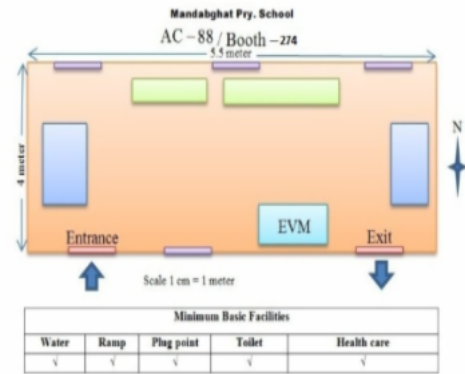 Mandabghat Pry. School
AC – 88 / Booth – 274
5.5 meter
4 meter
N
EVM
Entrance
Exit
Scale 1 cm = 1 meter
Minimum Basic Facilities
Water Ramp Plug point Toilet Health care
√ √ √ √ √